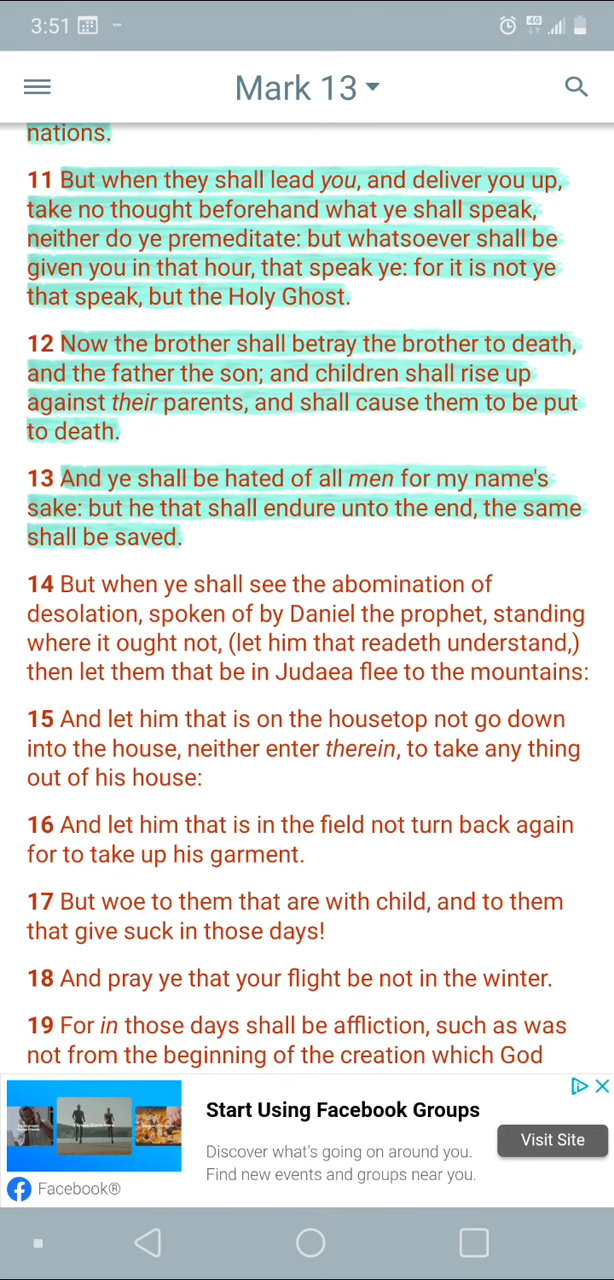 3:51
4G
Mark 13
nations.
11 But when they shall lead you, and deliver you up,
take no thought beforehand what ye shall speak,
neither do ye premeditate: but whatsoever shall be
given you in that hour, that speak ye: for it is not ye
that speak, but the Holy Ghost.
12 Now the brother shall betray the brother to death,
and the father the son; and children shall rise up
against their parents, and shall cause them to be put
to death.
13 And ye shall be hated of all men for my name's
sake: but he that shall endure unto the end, the same
shall be saved.
14 But when ye shall see the abomination of
desolation, spoken of by Daniel the prophet, standing
where it ought not, (let him that readeth understand,)
then let them that be in Judaea flee to the mountains:
15 And let him that is on the housetop not go down
into the house, neither enter therein, to take any thing
out of his house:
16 And let him that is in the field not turn back again
for to take up his garment.
17 But woe to them that are with child, and to them
that give suck in those days!
18 And pray ye that your flight be not in the winter.
19 For in those days shall be affliction, such as was
not from the beginning of the creation which God
Start Using Facebook Groups
Discover what's going on around you.
Find new events and groups near you.
Visit Site
Facebook®